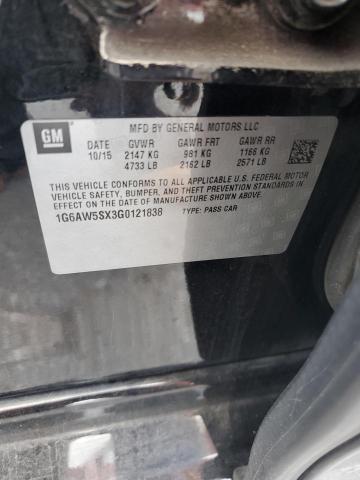 GM
MFD BY GENERAL MOTORS LLC
DATE GVWR GAWR FRT GAWR RR
10/15 2147 KG 981 KG 1166 KG
4733 LB 2162 LB 2571 LB
THIS VEHICLE CONFORMS TO ALL APPLICABLE U.S. FEDERAL MOTOR
VEHICLE SAFETY, BUMPER, AND THEFT PREVENTION STANDARDS
IN EFFECT ON THE DATE OF MANUFACTURE SHOWN ABOVE.
1G6AW5SX3G0121838 TYPE: PASS CAR